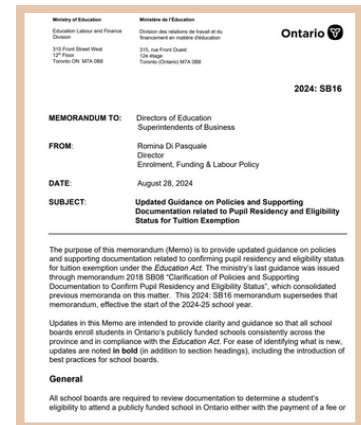 Ministry of Education
Education Labour and Finance
Division
315 Front Street West
12th Floor
Toronto ON M7A 0B8
Ministère de l'Éducation
Division des relations de travail et du
financement en matière d'éducation
315, rue Front Ouest
12e étage
Toronto (Ontario) M7A 0B8
Ontario
2024: SB16
MEMORANDUM TO: Directors of Education
Superintendents of Business
FROM: Romina Di Pasquale
Director
Enrolment, Funding & Labour Policy
DATE: August 28, 2024
SUBJECT: Updated Guidance on Policies and Supporting
Documentation related to Pupil Residency and Eligibility
Status for Tuition Exemption
The purpose of this memorandum (Memo) is to provide updated guidance on policies
and supporting documentation related to confirming pupil residency and eligibility status
for tuition exemption under the Education Act. The ministry's last guidance was issued
through memorandum 2018 SB08 "Clarification of Policies and Supporting
Documentation to Confirm Pupil Residency and Eligibility Status", which consolidated
previous memoranda on this matter. This 2024: SB16 memorandum supersedes that
memorandum, effective the start of the 2024-25 school year.
Updates in this Memo are intended to provide clarity and guidance so that all school
boards enroll students in Ontario's publicly funded schools consistently across the
province and in compliance with the Education Act. For ease of identifying what is new,
updates are noted in bold (in addition to section headings), including the introduction of
best practices for school boards.
General
All school boards are required to review documentation to determine a student's
eligibility to attend a publicly funded school in Ontario either with the payment of a fee or